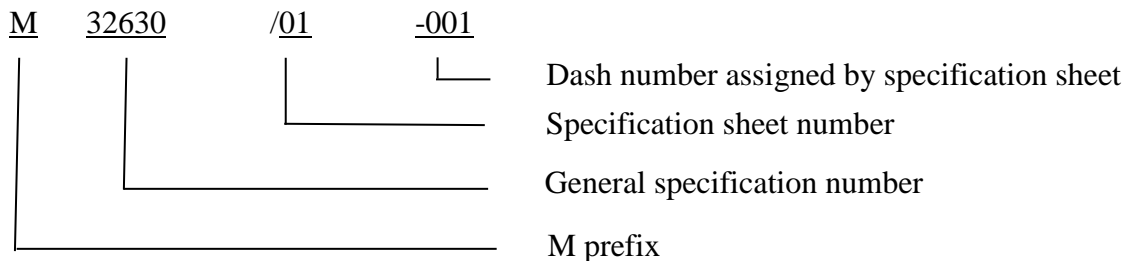 M 32630 /01 -001
Dash number assigned by specification sheet
Specification sheet number
General specification number
M prefix